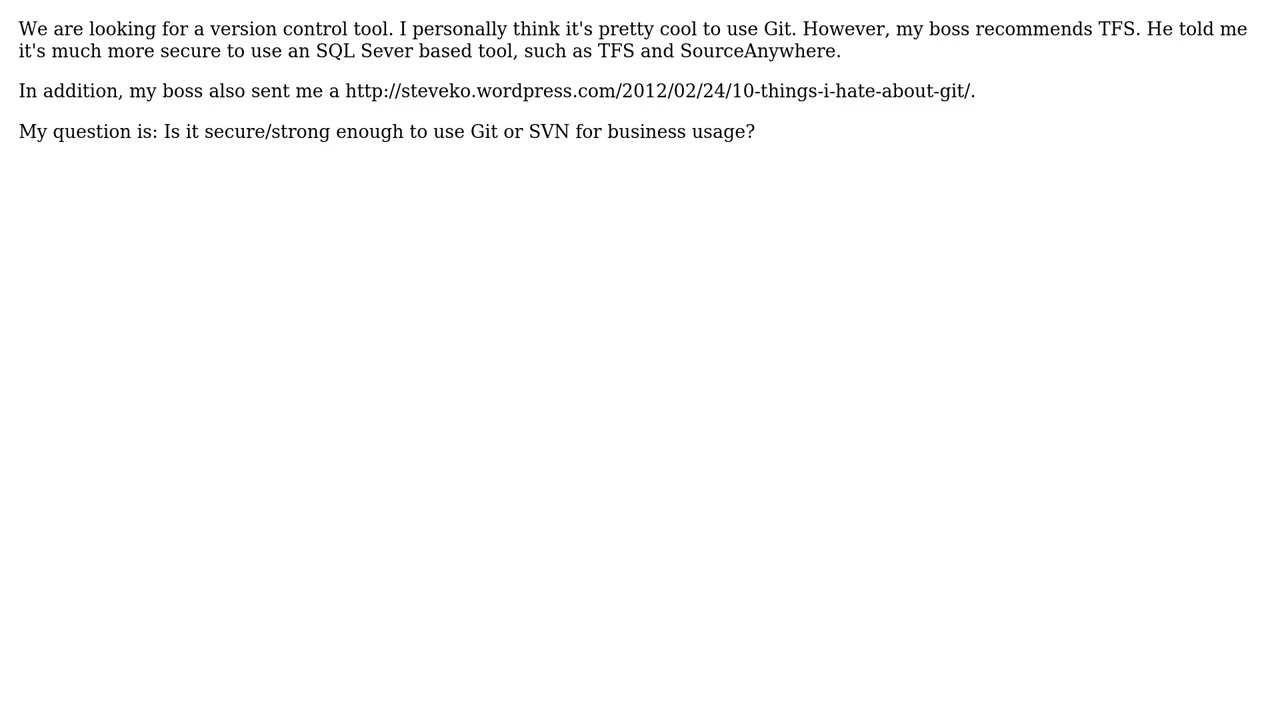 We are looking for a version control tool. I personally think it's pretty cool to use Git. However, my boss recommends TFS. He told me
it's much more secure to use an SQL Sever based tool, such as TFS and SourceAnywhere.
In addition, my boss also sent me a http://steveko.wordpress.com/2012/02/24/10-things-i-hate-about-git/.
My question is: Is it secure/strong enough to use Git or SVN for business usage?